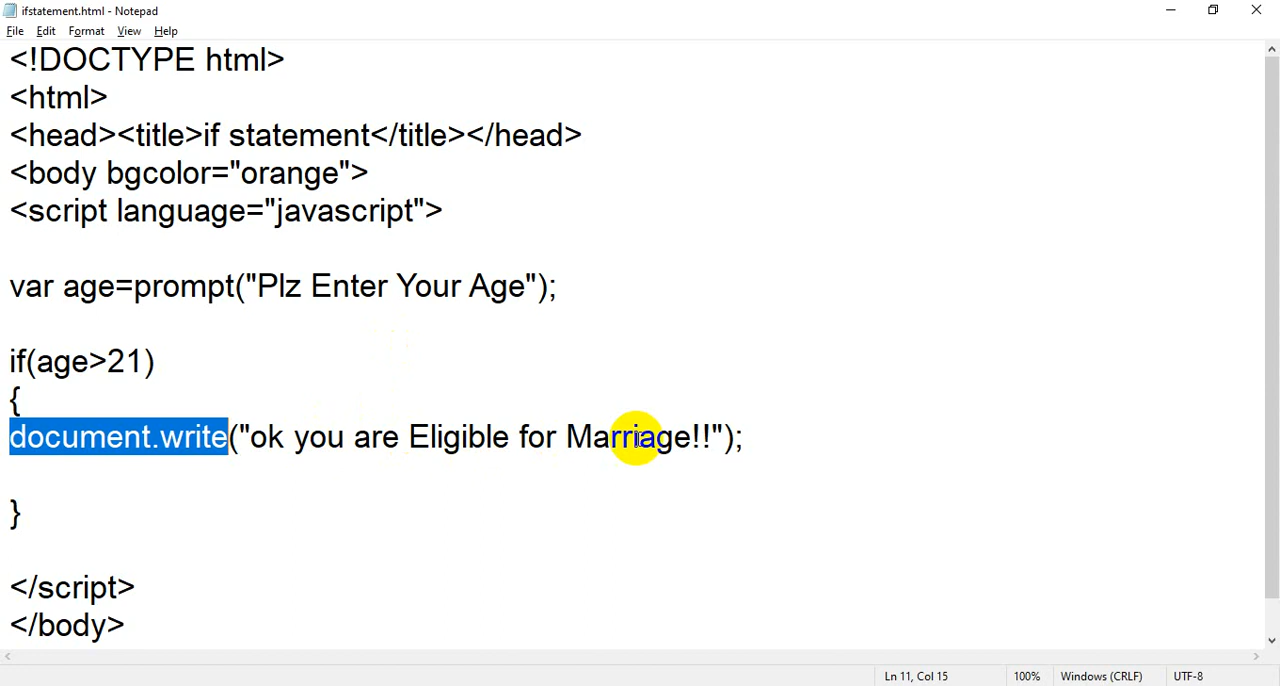 ifstatement.html - Notepad
File Edit Format View Help
<!DOCTYPE html>
<html>
<head><title>if statement</title></head>
<body bgcolor="orange">
<script language="javascript">
var age=prompt("Plz Enter Your Age");
if(age>21)
{
document.write("ok you are Eligible for Marriage!!");
}
</script>
</body>
Ln 11, Col 15 100% Windows (CRLF) UTF-8